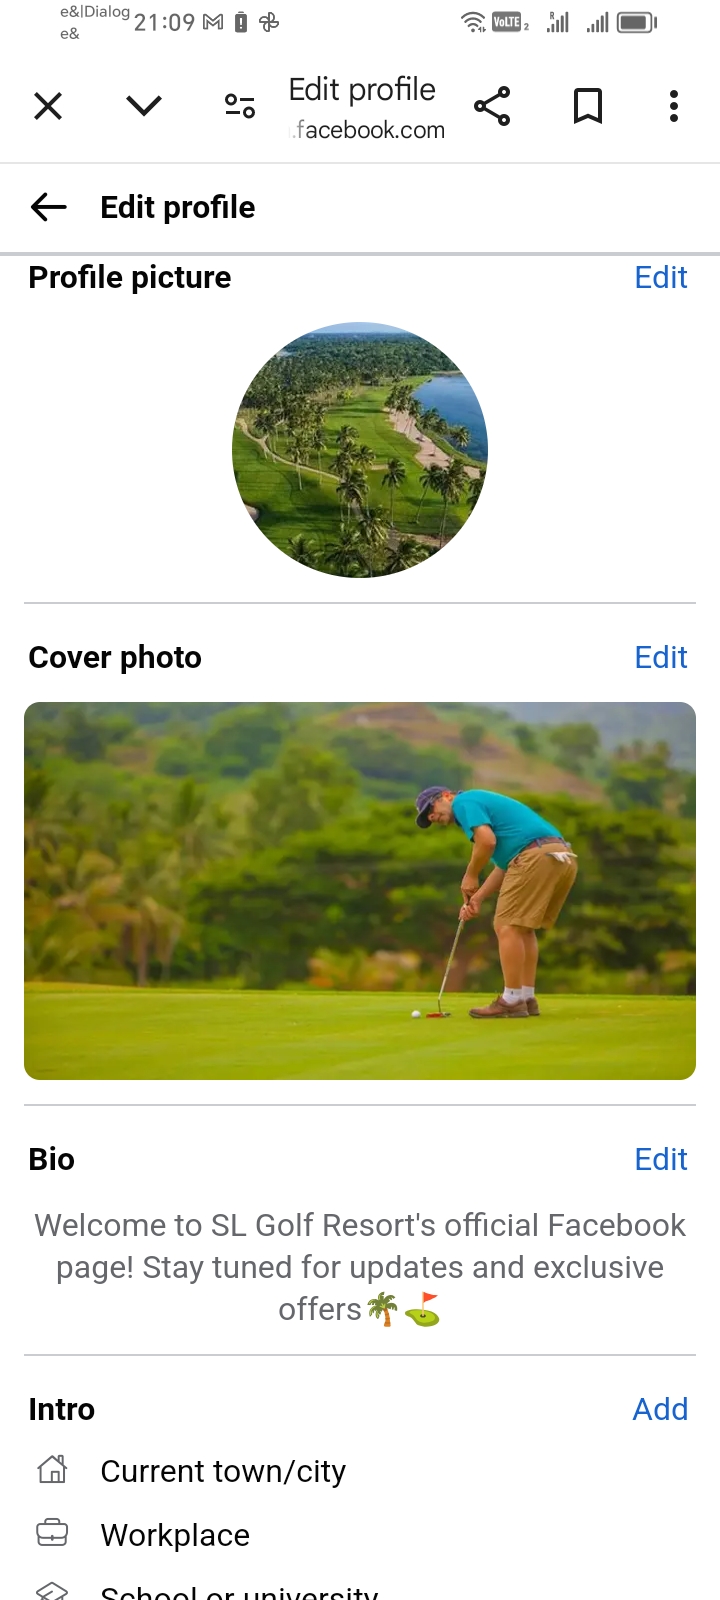 e&|Dialog
e&
21:09
VoLTE 2
R
Edit profile
.facebook.com
Edit profile
Profile picture
Edit
Cover photo
Edit
Bio
Edit
Welcome to SL Golf Resort's official Facebook
page! Stay tuned for updates and exclusive
offers🌴⛳
Intro
Add
Current town/city
Workplace
School or university